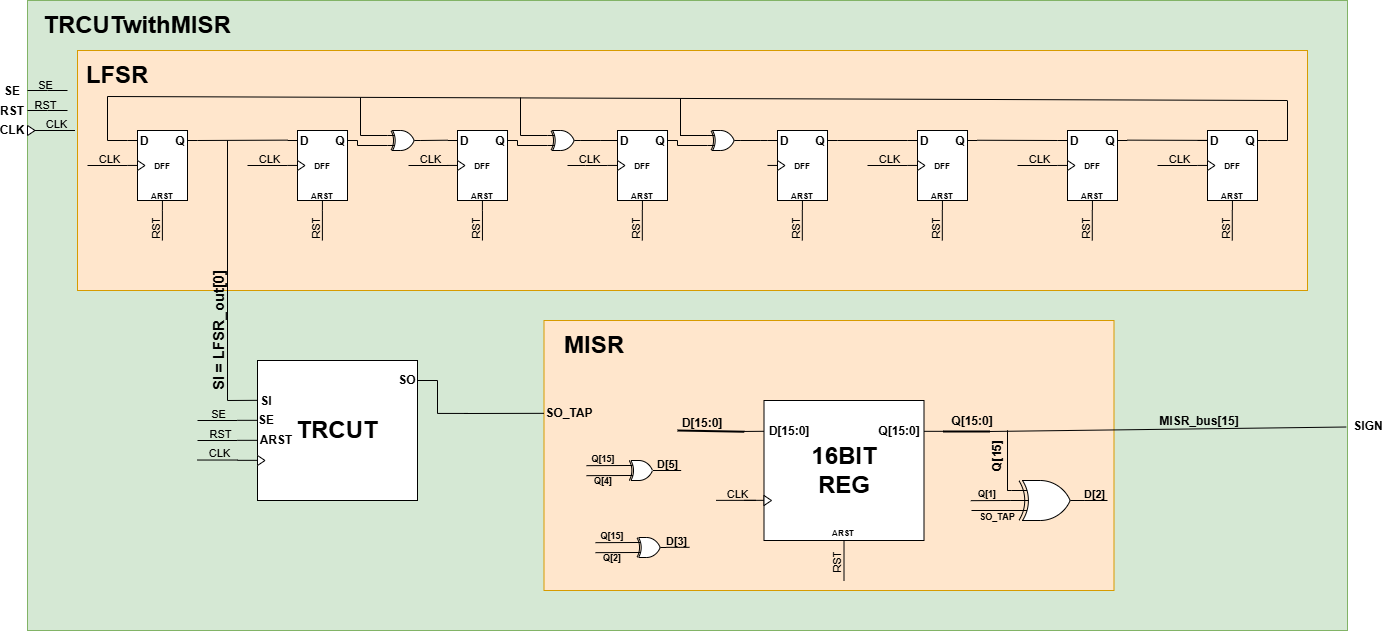 TRCUTwithMISR
LFSR
SE
SE
RST
RST
CLK
CLK
D Q
D Q
D Q
D Q
D Q
D Q
D Q
D Q
CLK
CLK
CLK
CLK
CLK
CLK
CLK
DFF
DFF
DFF
DFF
DFF
DFF
DFF
DFF
ARST
ARST
ARST
ARST
ARST
ARST
ARST
ARST
RST
RST
RST
RST
RST
RST
RST
RST
SI = LFSR_out[0]
MISR
SO
SI
SE
SE
RST
ARST
CLK
TRCUT
SO_TAP
D[15:0]
D[15:0]
Q[15:0]
Q[15:0]
MISR_bus[15]
SIGN
16BIT
REG
Q[15]
Q[15]
Q[4]
D[5]
CLK
Q[1]
SO_TAP
D[2]
Q[15]
Q[2]
D[3]
ARST
RST